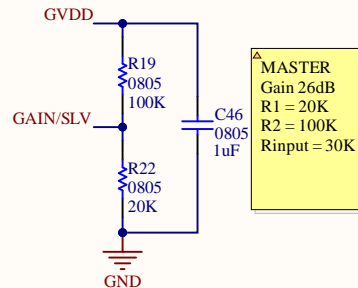 GVDD
R19
0805
100K
GAIN/SLV
C46
0805
1uF
R22
0805
20K
GND
MASTER
Gain 26dB
R1 = 20K
R2 = 100K
Rinput = 30K